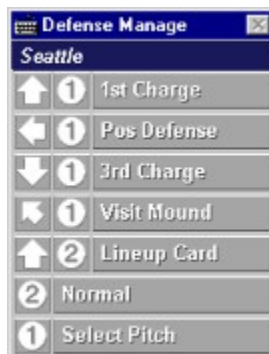 Defense Manage
Seattle
1 1st Charge
1 Pos Defense
1 3rd Charge
1 Visit Mound
2 Lineup Card
2 Normal
1 Select Pitch